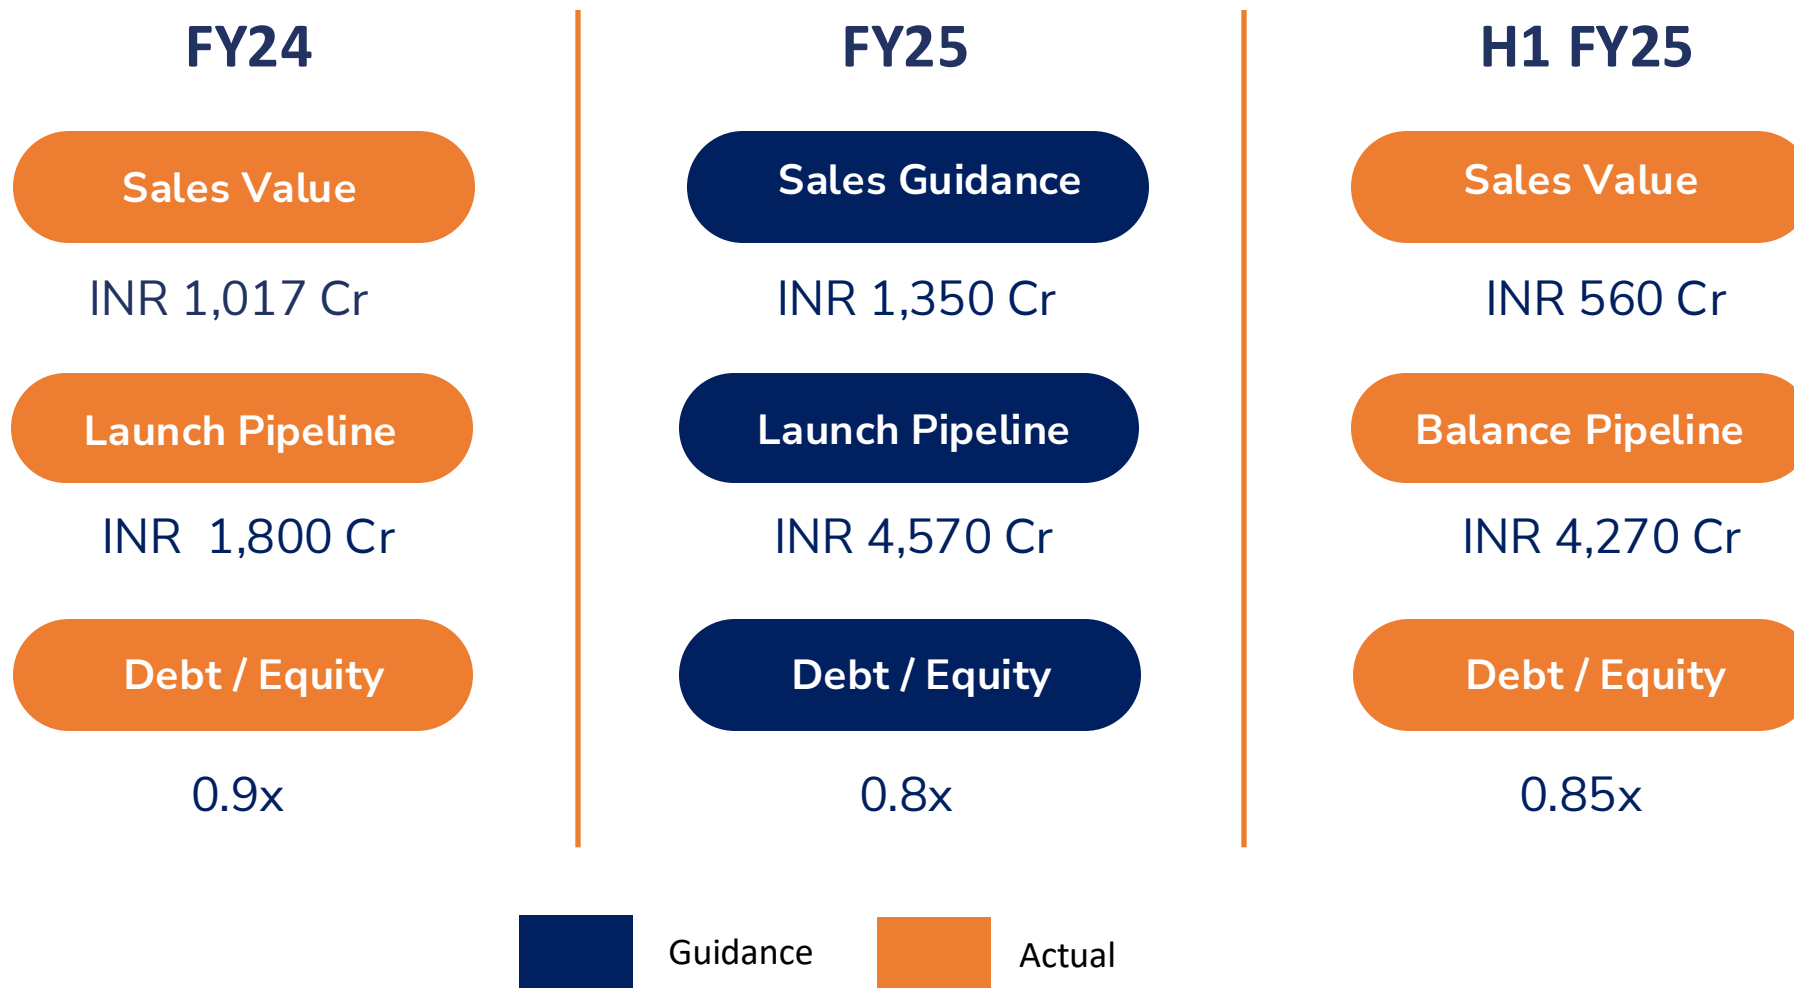 FY24
Sales Value
INR 1,017 Cr
Launch Pipeline
INR 1,800 Cr
Debt / Equity
0.9x
FY25
Sales Guidance
INR 1,350 Cr
Launch Pipeline
INR 4,570 Cr
Debt / Equity
0.8x
H1 FY25
Sales Value
INR 560 Cr
Balance Pipeline
INR 4,270 Cr
Debt / Equity
0.85x
Guidance
Actual